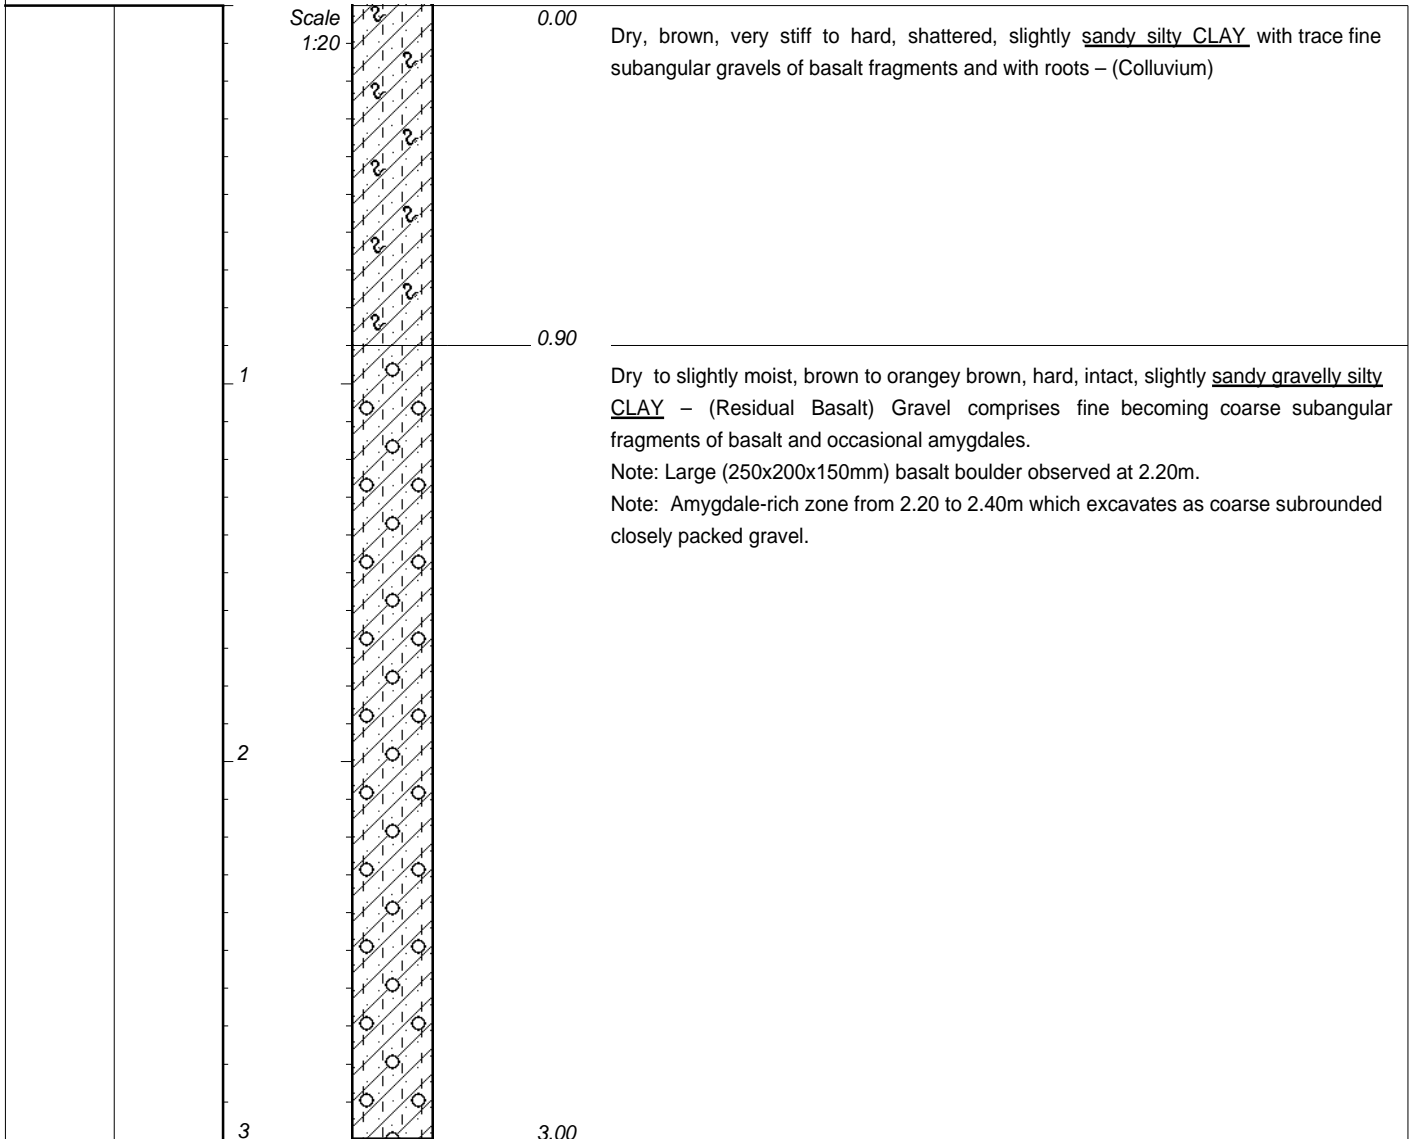 Scale
1:20
0.00
Dry, brown, very stiff to hard, shattered, slightly sandy silty CLAY with trace fine
subangular gravels of basalt fragments and with roots – (Colluvium)
0.90
1
Dry to slightly moist, brown to orangey brown, hard, intact, slightly sandy gravelly silty
CLAY – (Residual Basalt) Gravel comprises fine becoming coarse subangular
fragments of basalt and occasional amygdales.
Note: Large (250x200x150mm) basalt boulder observed at 2.20m.
Note: Amygdale-rich zone from 2.20 to 2.40m which excavates as coarse subrounded
closely packed gravel.
2
3
3.00